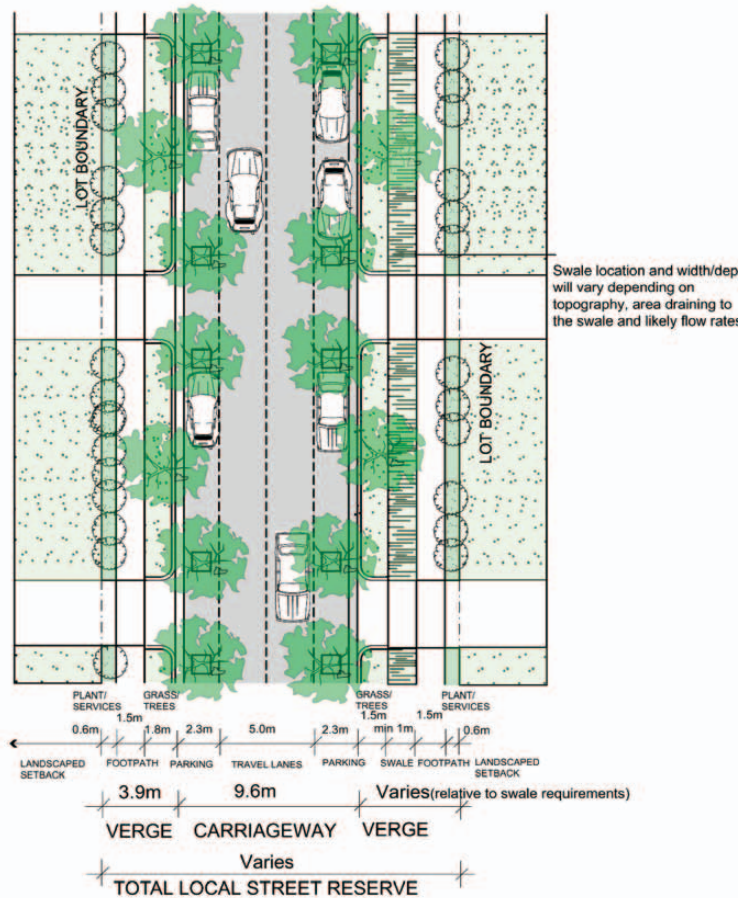 LOT BOUNDARY
Swale location and width/dep
will vary depending on
topography, area draining to
the swale and likely flow rates
LOT BOUNDARY
PLANT/
SERVICES
GRASS/
TREES
GRASS/
TREES
PLANT/
SERVICES
0.6m 1.5m 1.8m 2.3m 5.0m 2.3m 1.5m min 1m 1.5m 0.6m
LANDSCAPED
SETBACK
FOOTPATH PARKING TRAVEL LANES PARKING SWALE FOOTPATH LANDSCAPED
SETBACK
3.9m 9.6m Varies(relative to swale requirements)
VERGE CARRIAGEWAY VERGE
Varies
TOTAL LOCAL STREET RESERVE